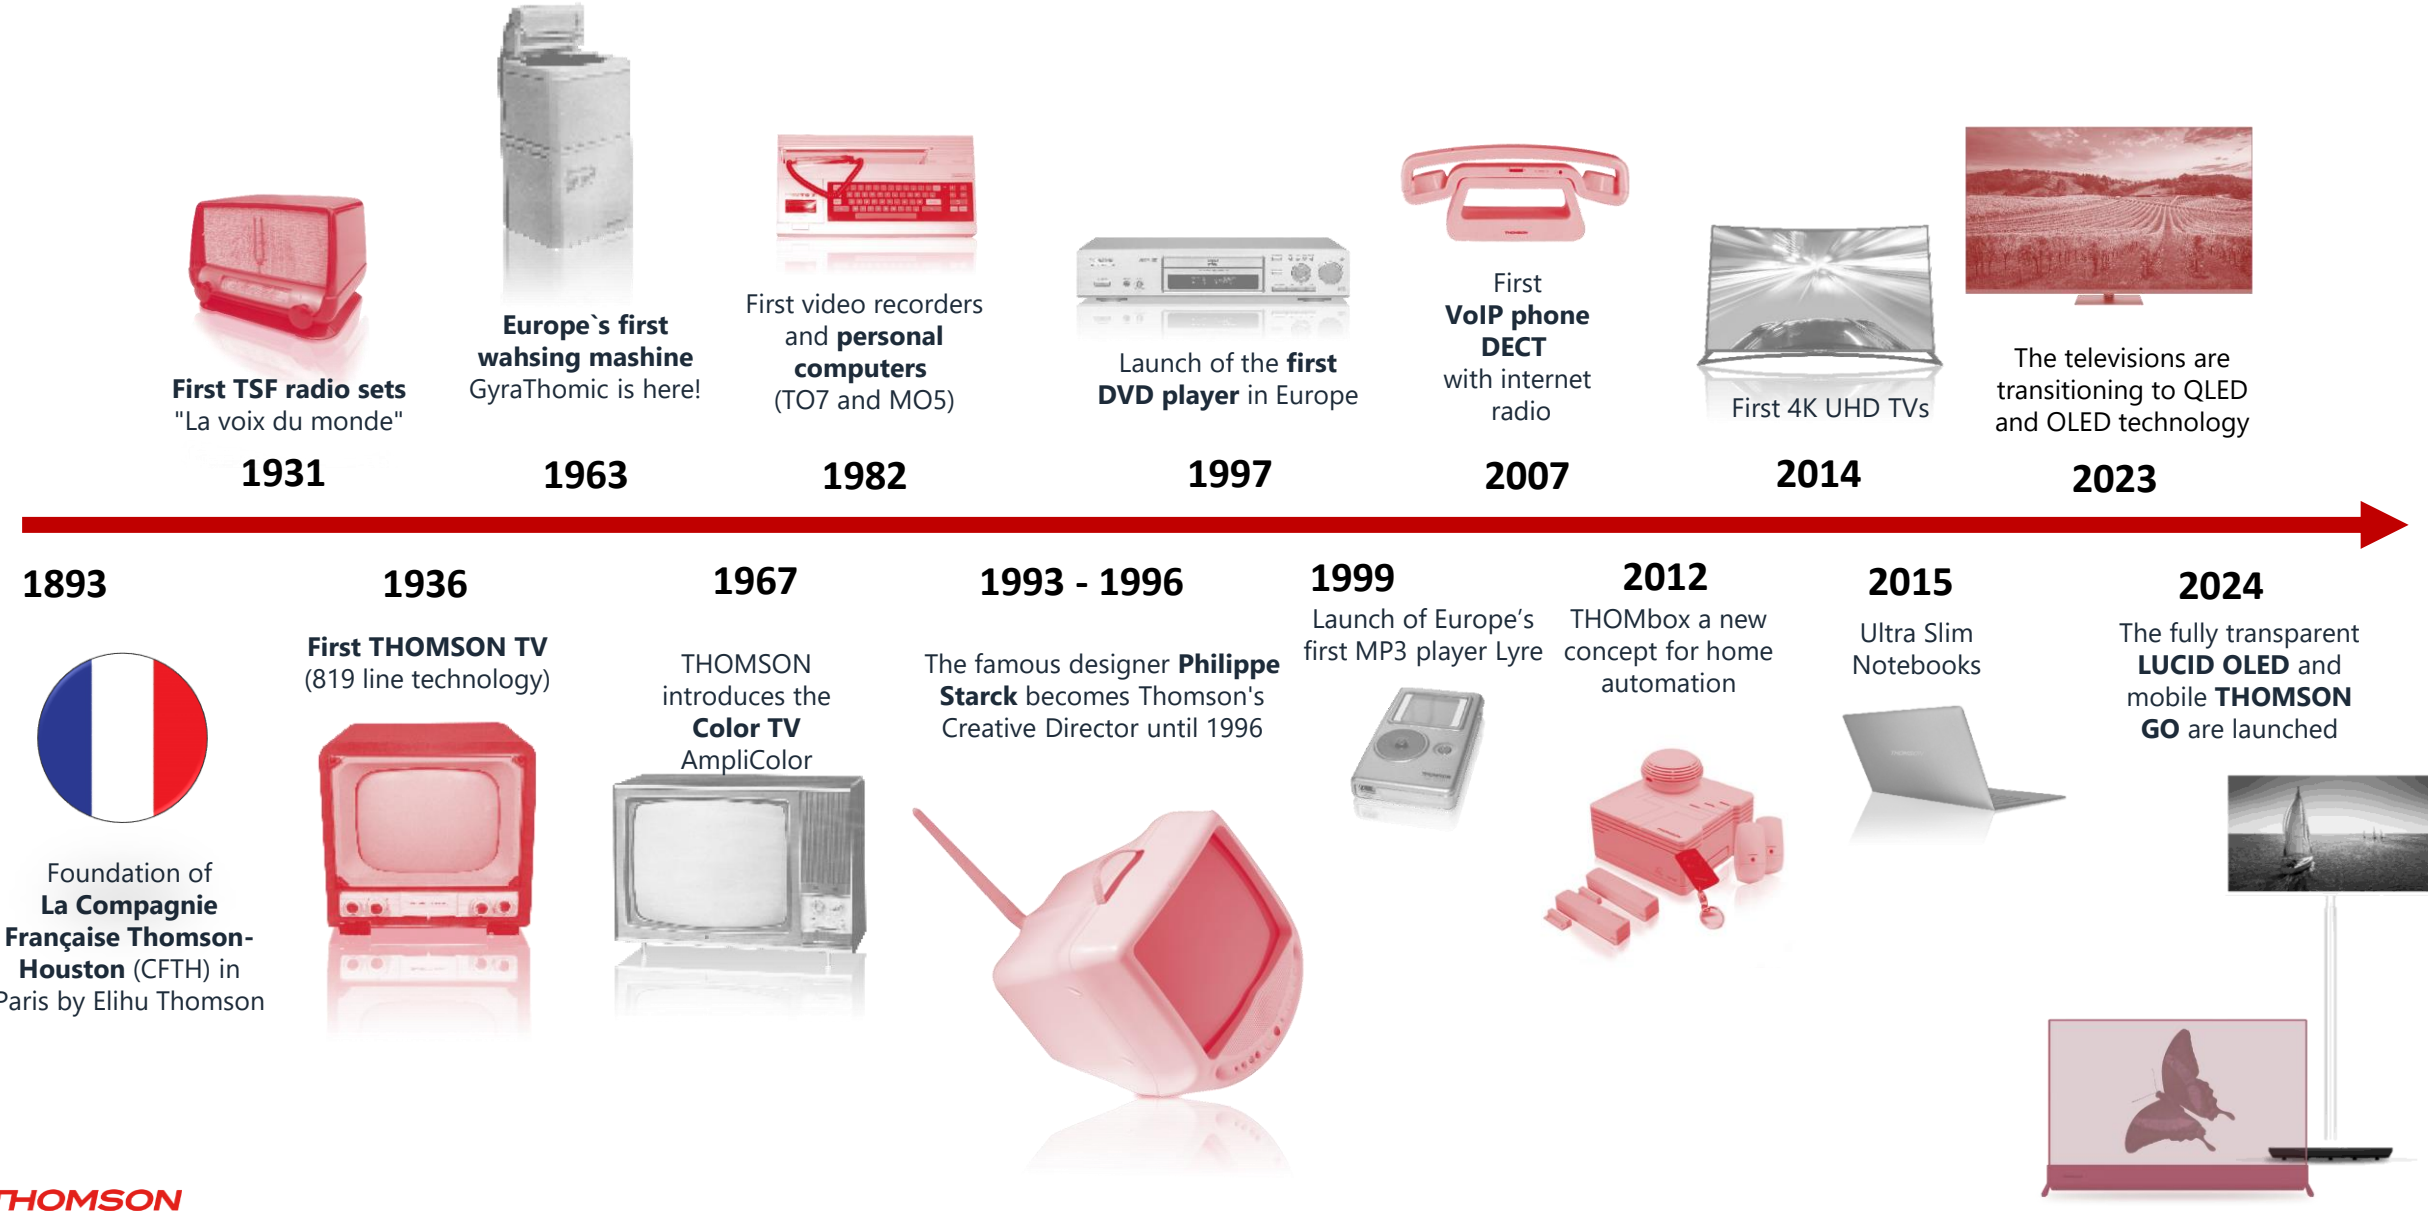 First TSF radio sets
"La voix du monde"
1931
Europe`s first
wahsing mashine
GyraThomic is here!
1963
First video recorders
and personal
computers
(TO7 and MO5)
1982
Launch of the first
DVD player in Europe
1997
First
VoIP phone
DECT
with internet
radio
2007
First 4K UHD TVs
2014
The televisions are
transitioning to QLED
and OLED technology
2023
1893
Foundation of
La Compagnie
Française Thomson-
Houston (CFTH) in
Paris by Elihu Thomson
1936
First THOMSON TV
(819 line technology)
1967
THOMSON
introduces the
Color TV
AmpliColor
1993 - 1996
The famous designer Philippe
Starck becomes Thomson's
Creative Director until 1996
1999
Launch of Europe’s
first MP3 player Lyre
2012
THOMbox a new
concept for home
automation
2015
Ultra Slim
Notebooks
2024
The fully transparent
LUCID OLED and
mobile THOMSON
GO are launched
THOMSON